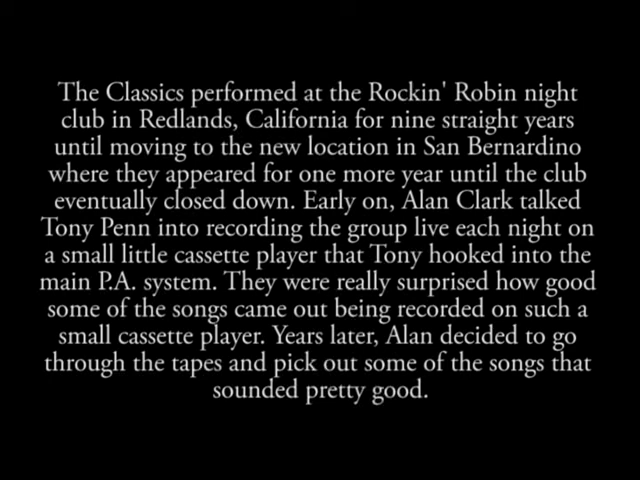 The Classics performed at the Rockin' Robin night
club in Redlands, California for nine straight years
until moving to the new location in San Bernardino
where they appeared for one more year until the club
eventually closed down. Early on, Alan Clark talked
Tony Penn into recording the group live each night on
a small little cassette player that Tony hooked into the
main P.A. system. They were really surprised how good
some of the songs came out being recorded on such a
small cassette player. Years later, Alan decided to go
through the tapes and pick out some of the songs that
sounded pretty good.